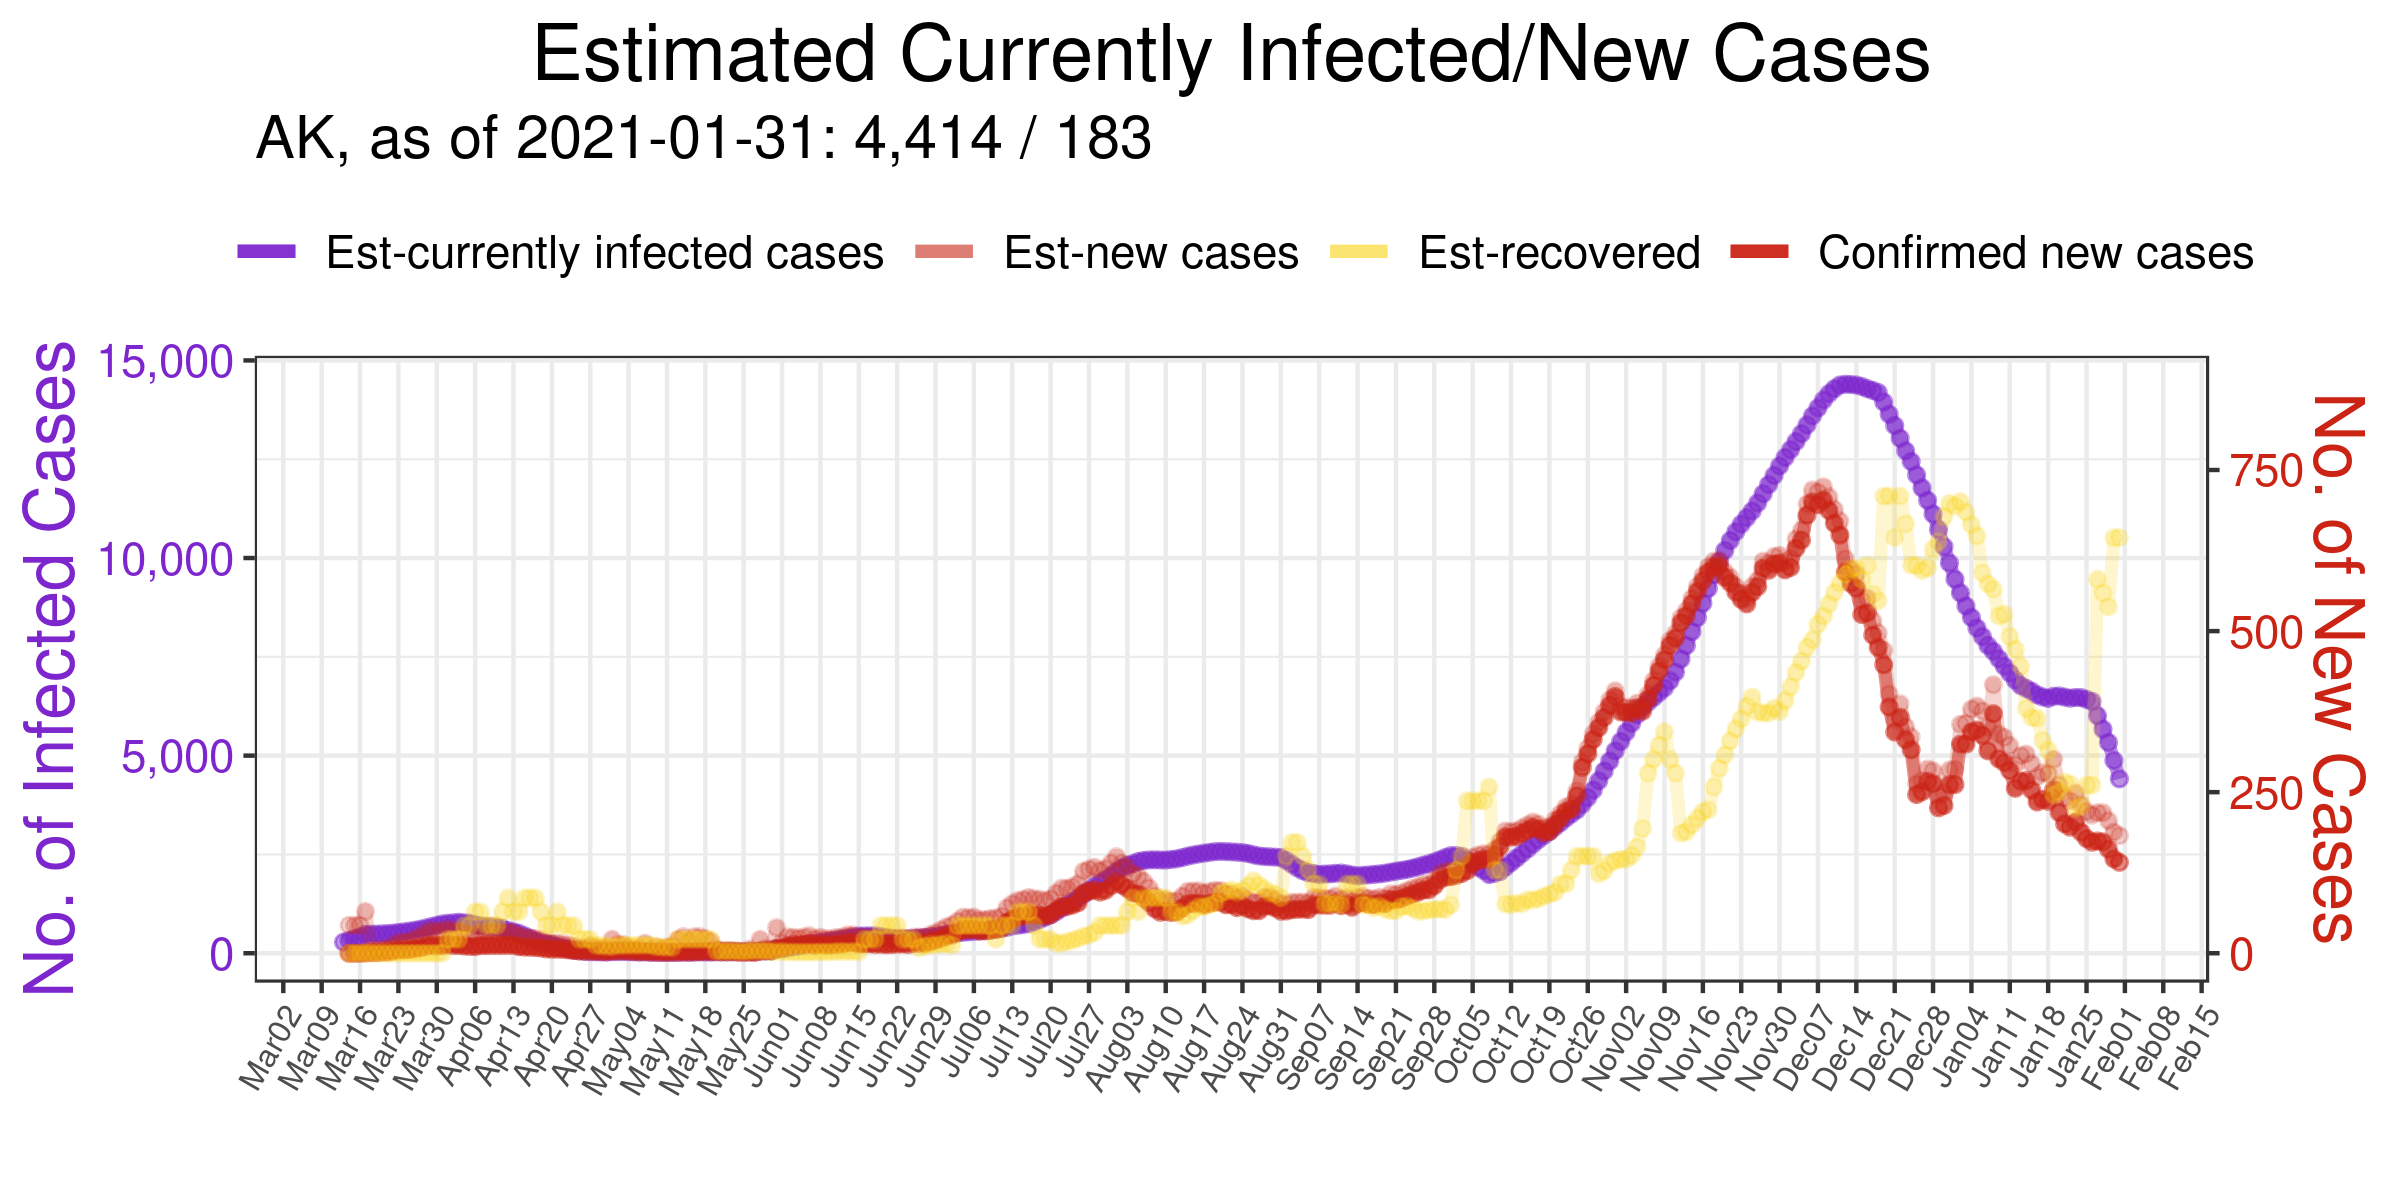 Estimated Currently Infected/New Cases
AK, as of 2021-01-31: 4,414 / 183
Est-currently infected cases Est-new cases Est-recovered Confirmed new cases
No. of Infected Cases
15,000
10,000
5,000
0
750
500
250
0
No. of New Cases
Mar02 Mar09 Mar16 Mar23 Mar30 Apr06 Apr13 Apr20 Apr27 May04 May11 May18 May25 Jun01 Jun08 Jun15 Jun22 Jun29 Jul06 Jul13 Jul20 Jul27 Aug03 Aug10 Aug17 Aug24 Aug31 Sep07 Sep14 Sep21 Sep28 Oct05 Oct12 Oct19 Oct26 Nov02 Nov09 Nov16 Nov23 Nov30 Dec07 Dec14 Dec21 Dec28 Jan04 Jan11 Jan18 Jan25 Feb01 Feb08 Feb15